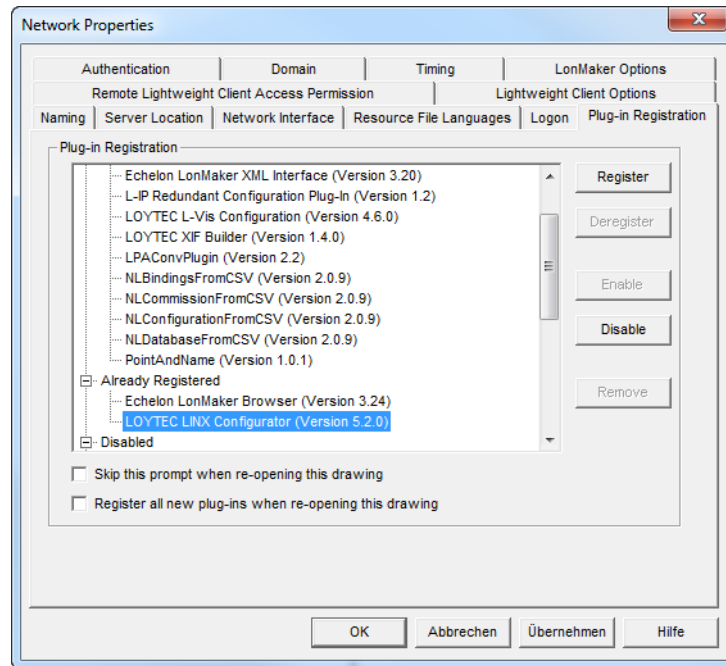 Network Properties
Authentication Domain Timing LonMaker Options
Remote Lightweight Client Access Permission Lightweight Client Options
Naming Server Location Network Interface Resource File Languages Logon Plug-in Registration
Plug-in Registration
Echelon LonMaker XML Interface (Version 3.20)
L-IP Redundant Configuration Plug-In (Version 1.2)
LOYTEC L-Vis Configuration (Version 4.6.0)
LOYTEC XIF Builder (Version 1.4.0)
LPAConvPlugin (Version 2.2)
NLBindingsFromCSV (Version 2.0.9)
NLCommissionFromCSV (Version 2.0.9)
NLConfigurationFromCSV (Version 2.0.9)
NLDatabaseFromCSV (Version 2.0.9)
PointAndName (Version 1.0.1)
Already Registered
Echelon LonMaker Browser (Version 3.24)
LOYTEC LINX Configurator (Version 5.2.0)
Disabled
Register
Deregister
Enable
Disable
Remove
Skip this prompt when re-opening this drawing
Register all new plug-ins when re-opening this drawing
OK Abbrechen Übernehmen Hilfe